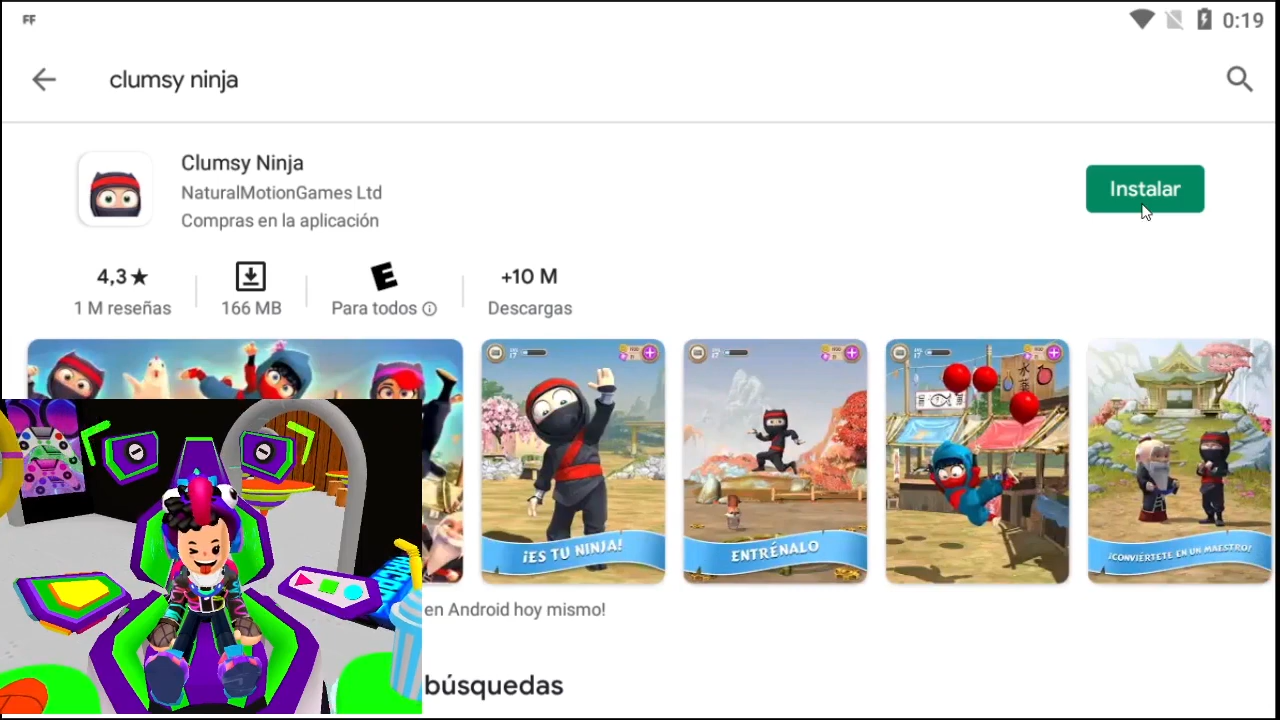 0:19
clumsy ninja
Clumsy Ninja
NaturalMotionGames Ltd
Compras en la aplicación
Instalar
4,3★
1 M reseñas
166 MB
E
Para todos
+10 M
Descargas
¡ES TU NINJA!
ENTRÉNALO
¡CONVIÉRTETE EN UN MAESTRO!
en Android hoy mismo!
búsquedas